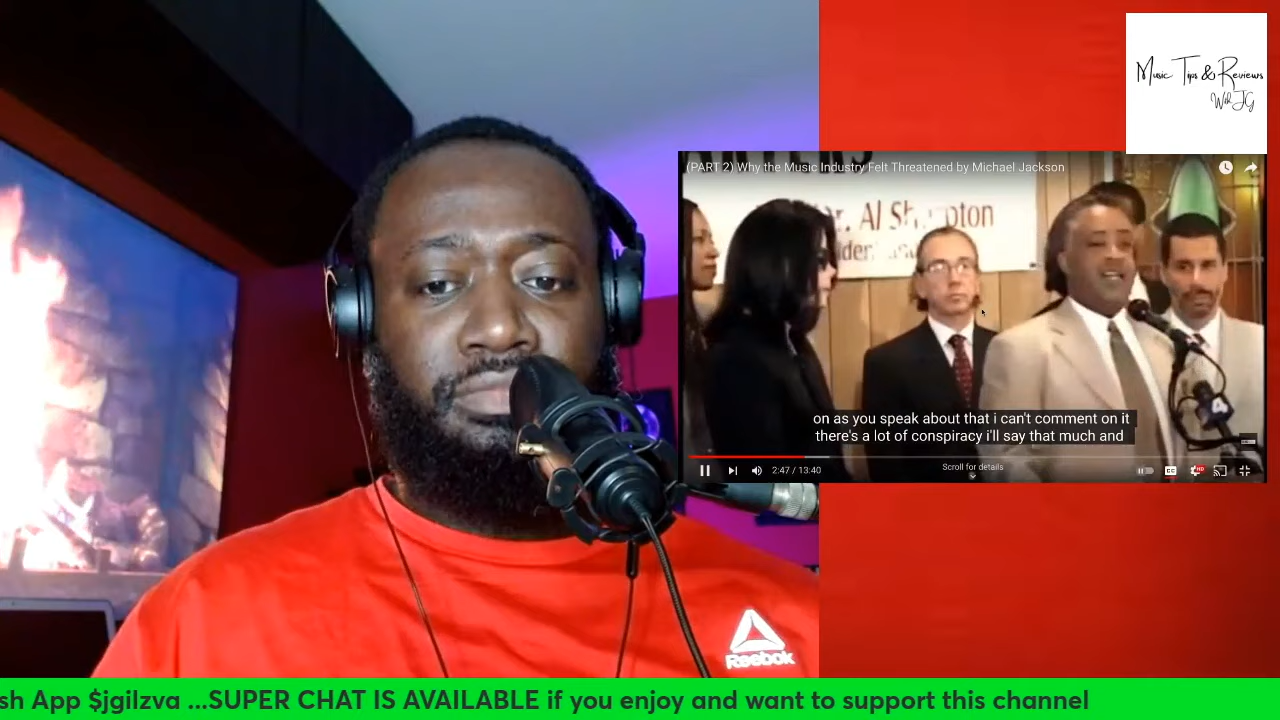 Music Tips & Reviews
With JG
(PART 2) Why the Music Industry Felt Threatened by Michael Jackson
Al
on as you speak about that i can't comment on it
there's a lot of conspiracy i'll say that much and
2:47 / 13:40
Scroll for details
CC
HD
4
Reebok
sh App $jgilzva ...SUPER CHAT IS AVAILABLE if you enjoy and want to support this channel